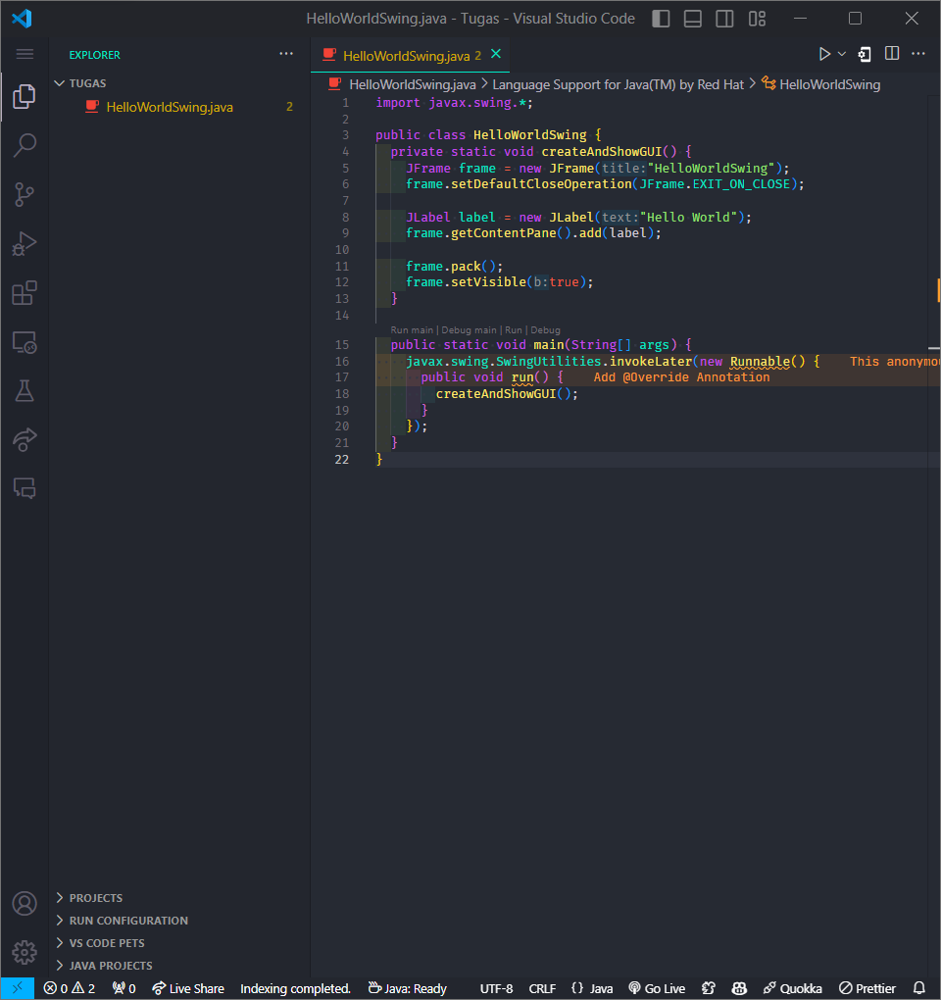 HelloWorldSwing.java - Tugas - Visual Studio Code
EXPLORER
TUGAS
HelloWorldSwing.java 2
HelloWorldSwing.java 2
HelloWorldSwing.java > Language Support for Java(TM) by Red Hat > HelloWorldSwing
1 import javax.swing.*;
2
3 public class HelloWorldSwing {
4 private static void createAndShowGUI() {
5 JFrame frame = new JFrame(title:"HelloWorldSwing");
6 frame.setDefaultCloseOperation(JFrame.EXIT_ON_CLOSE);
7
8 JLabel label = new JLabel(text:"Hello World");
9 frame.getContentPane().add(label);
10
11 frame.pack();
12 frame.setVisible(b:true);
13 }
14
Run main | Debug main | Run | Debug
15 public static void main(String[] args) {
16 javax.swing.SwingUtilities.invokeLater(new Runnable() { This anonymou
17 public void run() { Add @Override Annotation
18 createAndShowGUI();
19 }
20 });
21 }
22 }
PROJECTS
RUN CONFIGURATION
VS CODE PETS
JAVA PROJECTS
0 2 0 Live Share Indexing completed. Java: Ready UTF-8 CRLF {} Java Go Live Quokka Prettier